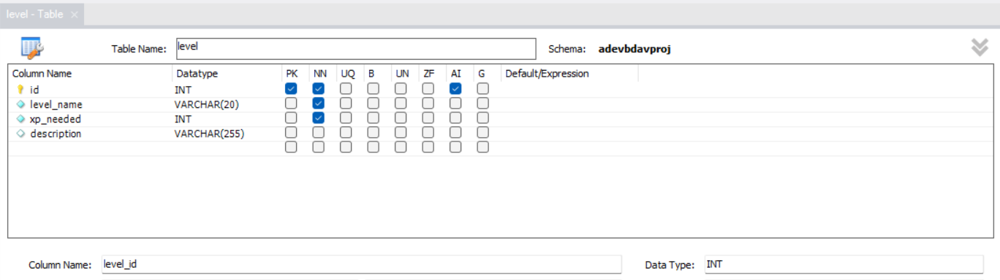 level - Table ×
Table Name: level Schema: adevbdavproj
Column Name Datatype PK NN UQ B UN ZF AI G Default/Expression
id INT
level_name VARCHAR(20)
xp_needed INT
description VARCHAR(255)
Column Name: level_id Data Type: INT